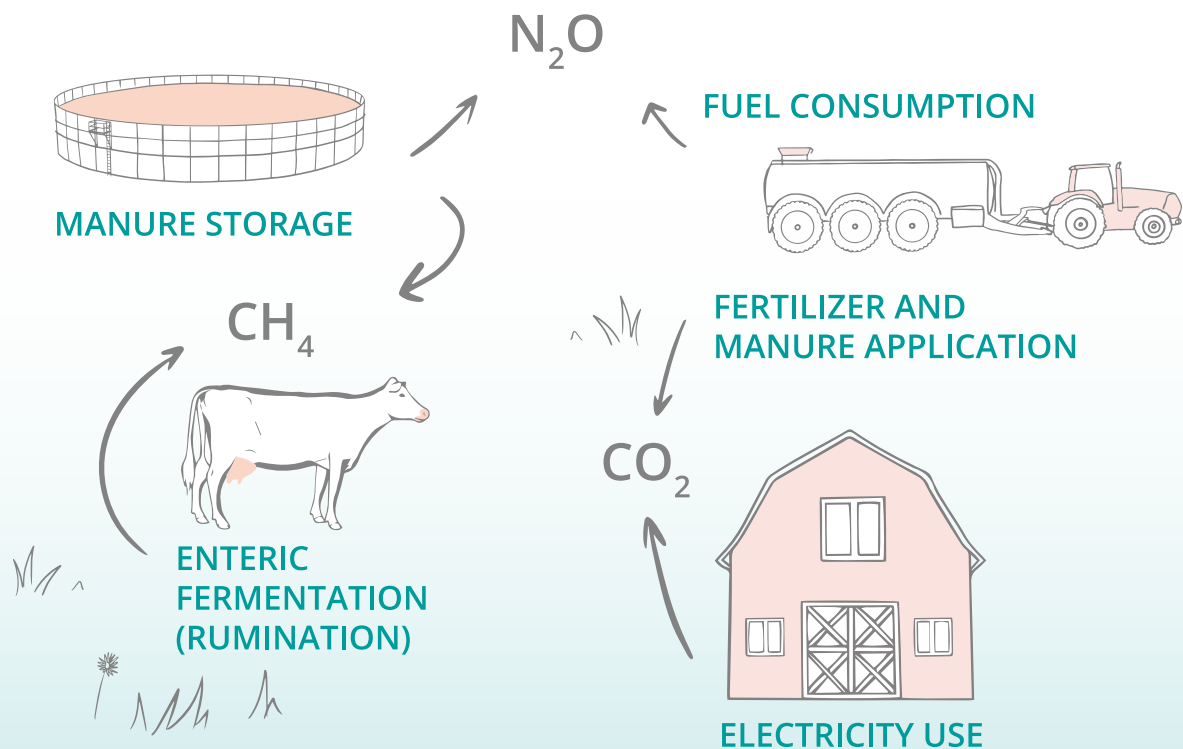 N₂O
FUEL CONSUMPTION
MANURE STORAGE
CH₄
FERTILIZER AND
MANURE APPLICATION
CO₂
ENTERIC
FERMENTATION
(RUMINATION)
ELECTRICITY USE